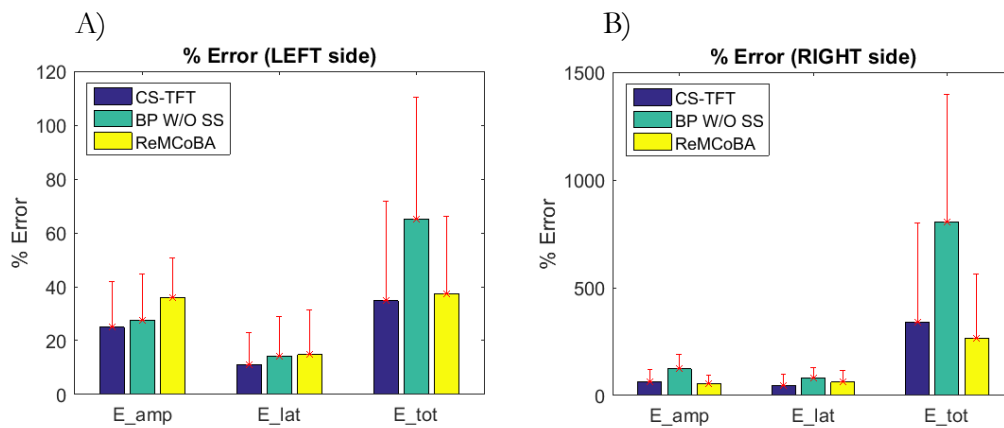 A)
% Error (LEFT side)
120
100
80
60
40
20
0
% Error
CS-TFT
BP W/O SS
ReMCoBA
E_amp
E_lat
E_tot
B)
% Error (RIGHT side)
1500
1000
500
0
% Error
CS-TFT
BP W/O SS
ReMCoBA
E_amp
E_lat
E_tot